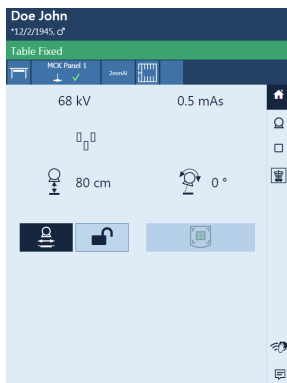 Doe John
*12/2/1945, ♂
Table Fixed
MCK Panel 1
2mmAl
68 kV
0.5 mAs
80 cm
0 °